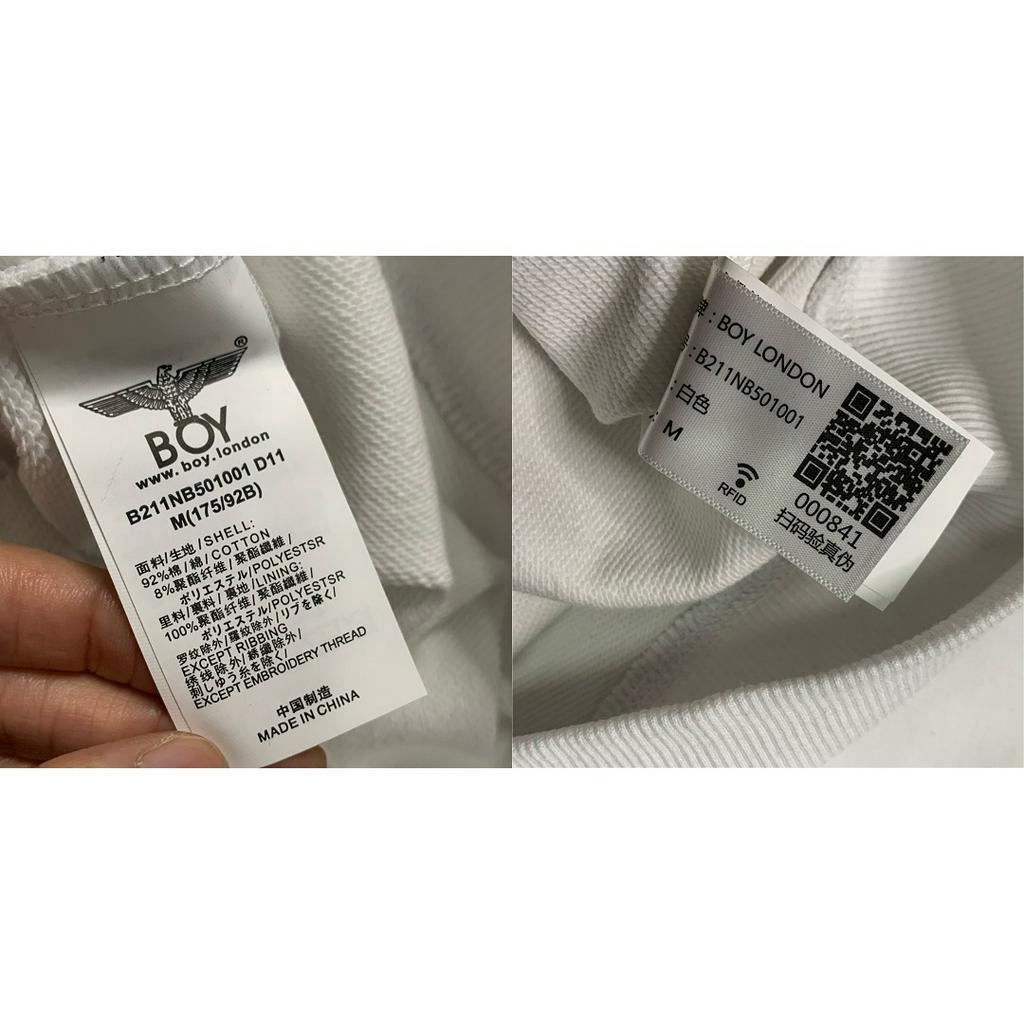 ®
BOY
www.boy.london
B211NB501001 D11
M(175/92B)
面料/生地/SHELL:
92%棉/綿/COTTON
8%聚酯纤维/聚酯纖維/
ポリエステル/POLYESTSR
里料/裏料/裏地/LINING:
100%聚酯纤维/聚酯纖維/
ポリエステル/POLYESTSR
罗纹除外/羅紋除外/リブを除く/
EXCEPT RIBBING
绣线除外/綉纖除外/
刺しゅう糸を除く/
EXCEPT EMBROIDERY THREAD
中国制造
MADE IN CHINA
牌：BOY LONDON
：B211NB501001
：白色
M
RFID
000841
扫码验真伪